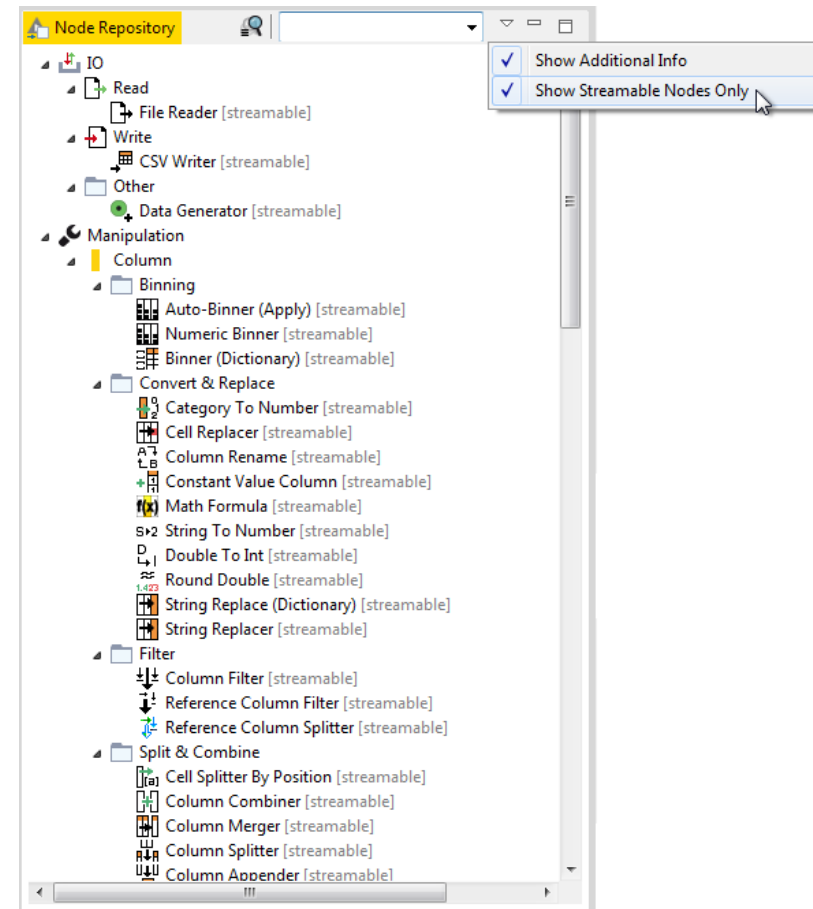 Node Repository
Show Additional Info
Show Streamable Nodes Only
IO
Read
File Reader [streamable]
Write
CSV Writer [streamable]
Other
Data Generator [streamable]
Manipulation
Column
Binning
Auto-Binner (Apply) [streamable]
Numeric Binner [streamable]
Binner (Dictionary) [streamable]
Convert & Replace
Category To Number [streamable]
Cell Replacer [streamable]
Column Rename [streamable]
Constant Value Column [streamable]
f(x) Math Formula [streamable]
S▸2 String To Number [streamable]
Double To Int [streamable]
1.423 Round Double [streamable]
String Replace (Dictionary) [streamable]
String Replacer [streamable]
Filter
Column Filter [streamable]
Reference Column Filter [streamable]
Reference Column Splitter [streamable]
Split & Combine
Cell Splitter By Position [streamable]
Column Combiner [streamable]
Column Merger [streamable]
Column Splitter [streamable]
Column Appender [streamable]